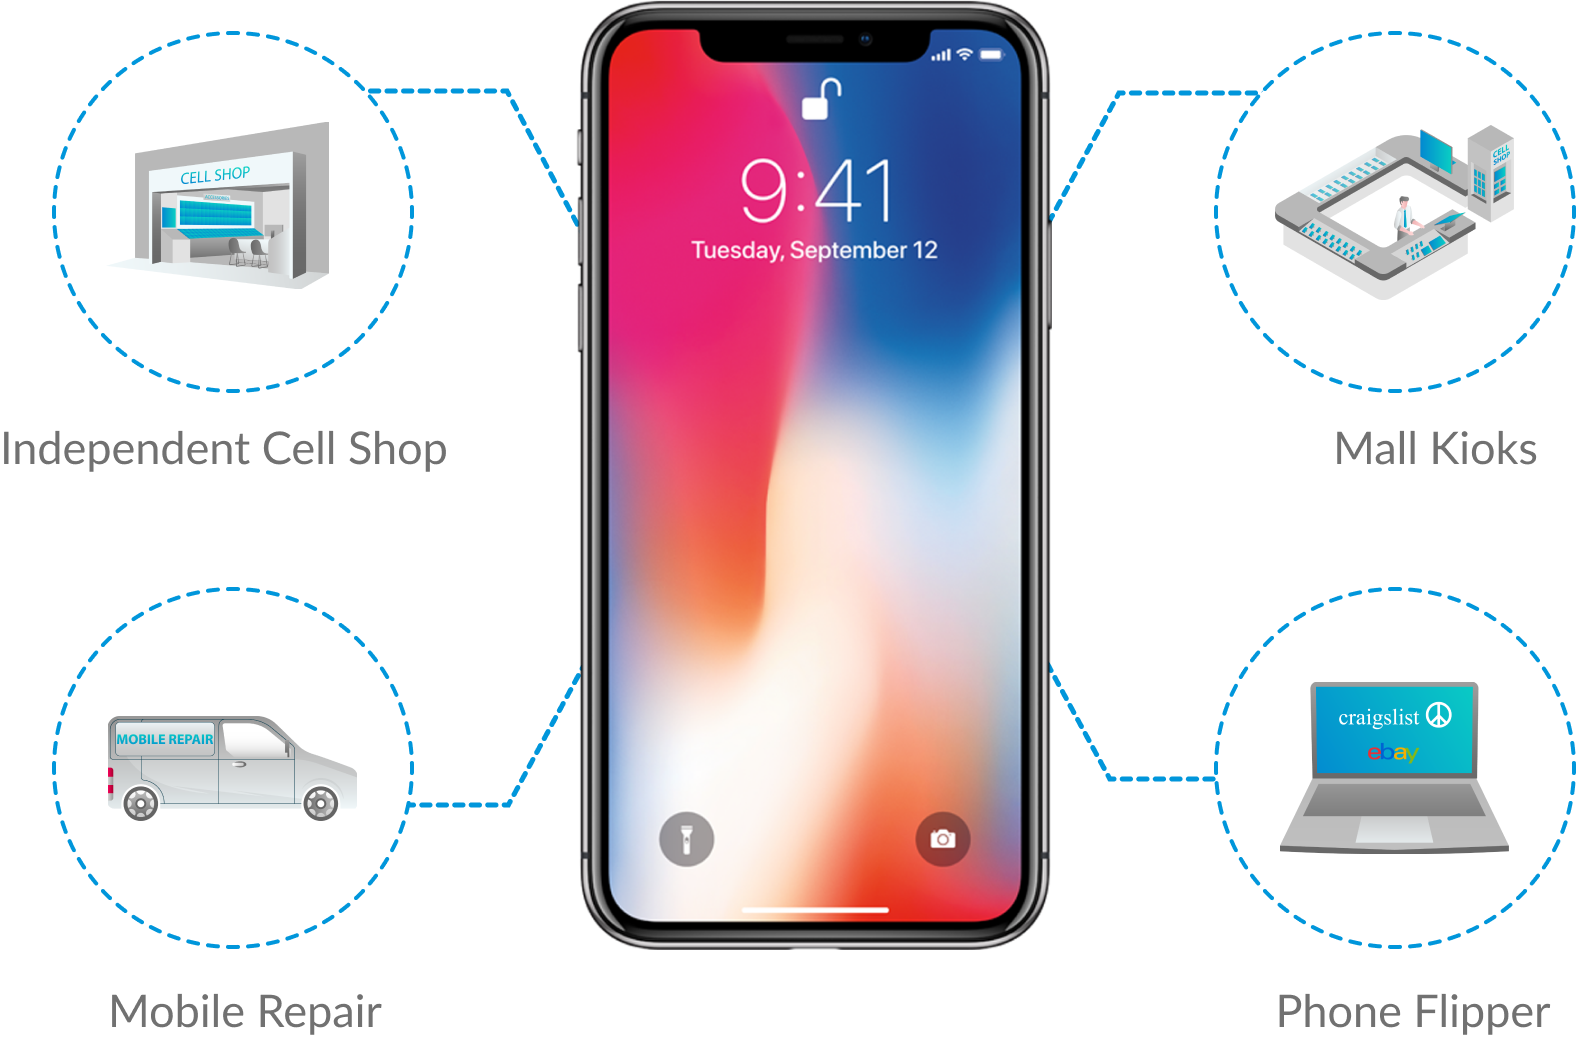 CELL SHOP
ACCESSORIES
9:41
Tuesday, September 12
CELL
SHOP
Independent Cell Shop
Mall Kioks
MOBILE REPAIR
craigslist
ebay
Mobile Repair
Phone Flipper